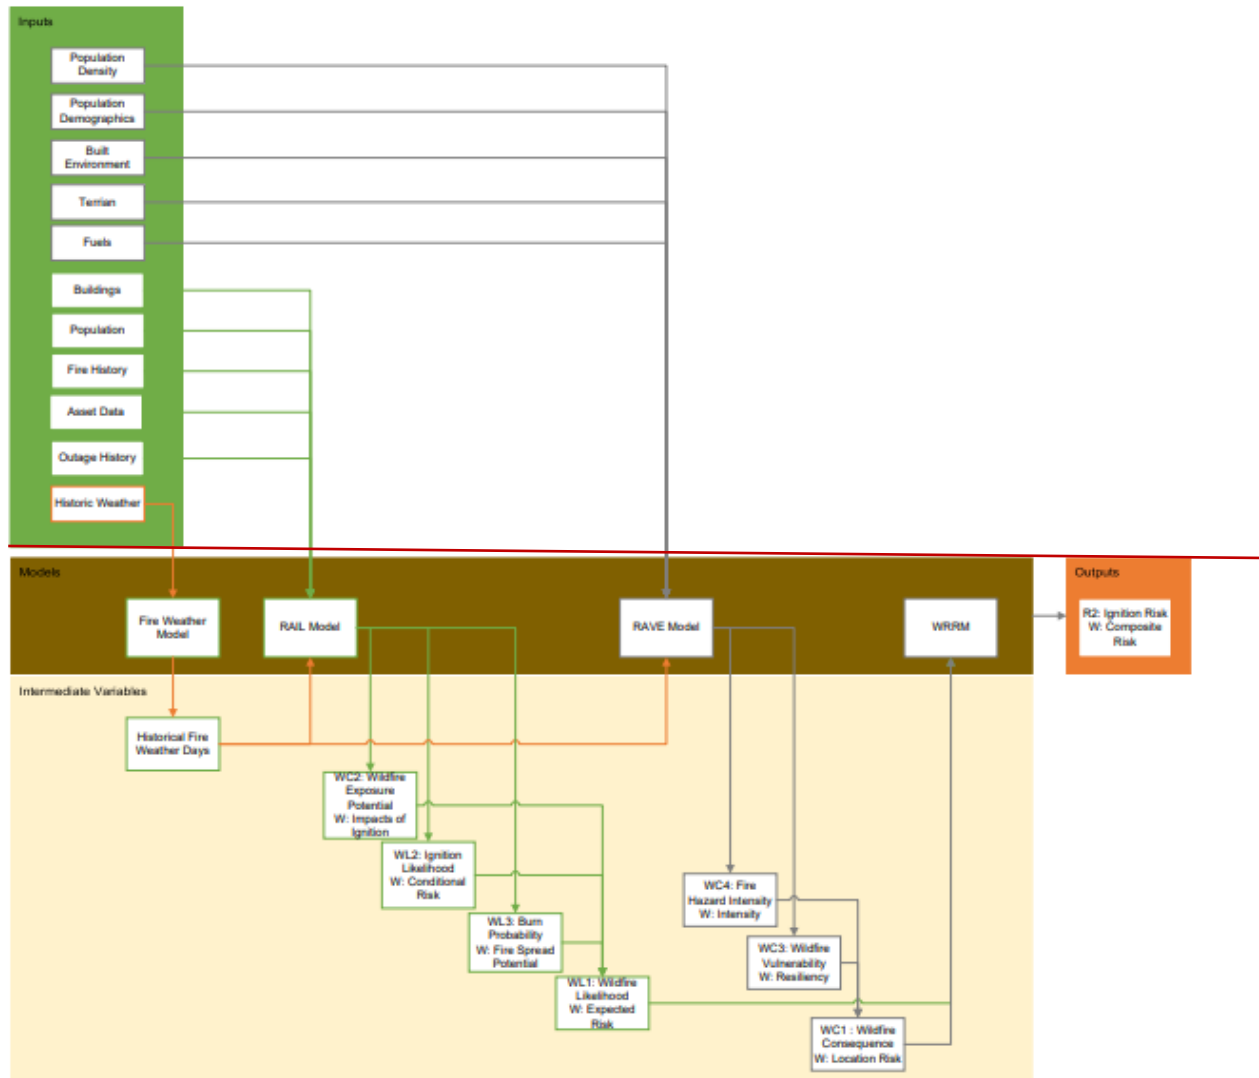 Inputs
Population
Density
Population
Demographics
Built
Environment
Terrian
Fuels
Buildings
Population
Fire History
Asset Data
Outage History
Historic Weather
Models
Fire Weather
Model
RAIL Model
RAVE Model
WRRM
Outputs
R2: Ignition Risk
W: Composite
Risk
Intermediate Variables
Historical Fire
Weather Days
WC2: Wildfire
Exposure
Potential
W: Impacts of
Ignition
WL2: Ignition
Likelihood
W: Conditional
Risk
WL3: Burn
Probability
W: Fire Spread
Potential
WL1: Wildfire
Likelihood
W: Expected
Risk
WC4: Fire
Hazard Intensity
W: Intensity
WC3: Wildfire
Vulnerability
W: Resiliency
WC1 : Wildfire
Consequence
W: Location Risk